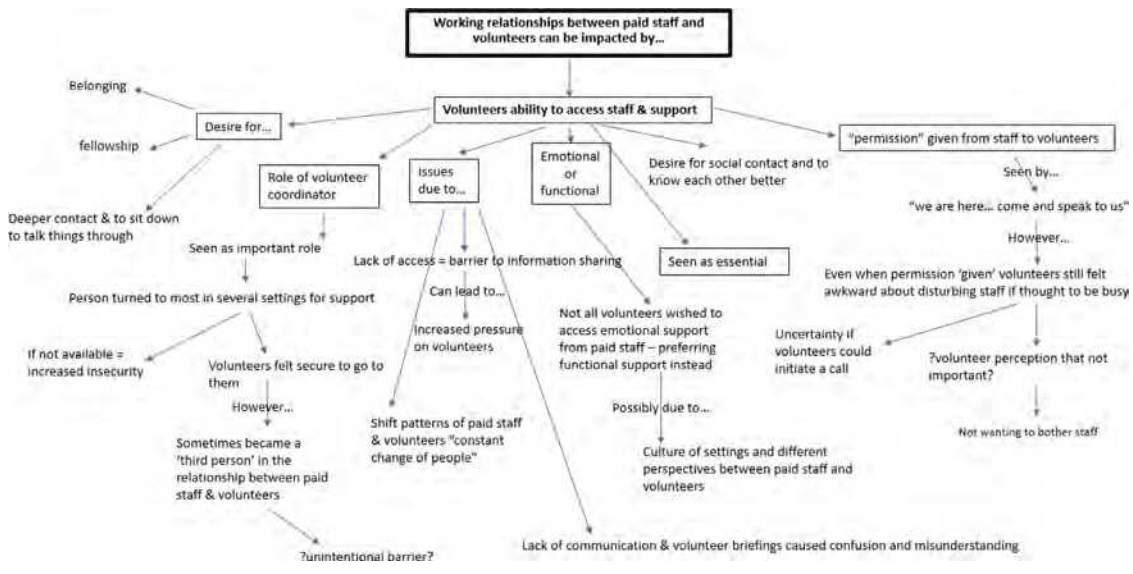 Working relationships between paid staff and
volunteers can be impacted by...
Volunteers ability to access staff & support
Belonging
Desire for...
fellowship
Deeper contact & to sit down
to talk things through
Role of volunteer
coordinator
Seen as important role
Person turned to most in several settings for support
If not available =
increased insecurity
Volunteers felt secure to go to
them
However...
Sometimes became a
'third person' in the
relationship between paid
staff & volunteers
?unintentional barrier?
Issues
due to...
Lack of access = barrier to information sharing
Can lead to...
Increased pressure
on volunteers
Shift patterns of paid staff
& volunteers "constant
change of people"
Lack of communication & volunteer briefings caused confusion and misunderstanding
Emotional
or
functional
Not all volunteers wished to
access emotional support
from paid staff – preferring
functional support instead
Possibly due to...
Culture of settings and different
perspectives between paid staff and
volunteers
Seen as essential
Desire for social contact and to
know each other better
"permission" given from staff to volunteers
Seen by...
"we are here... come and speak to us"
However...
Even when permission 'given' volunteers still felt
awkward about disturbing staff if thought to be busy
Uncertainty if
volunteers could
initiate a call
?volunteer perception that not
important?
Not wanting to bother staff